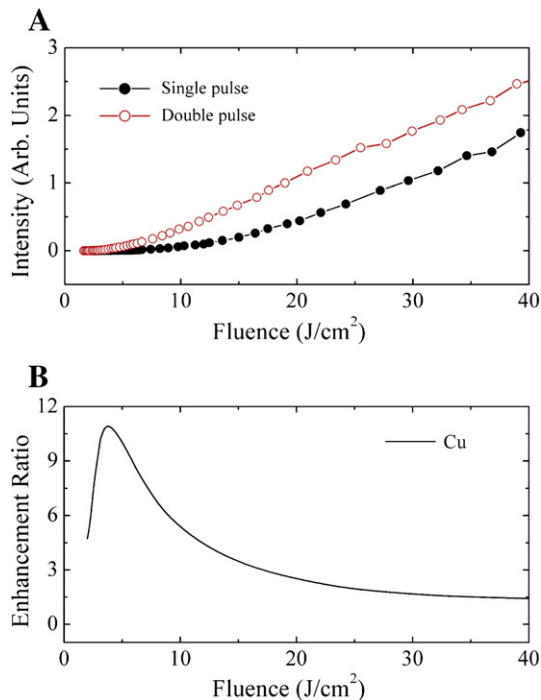 A
3
2
1
0
Intensity (Arb. Units)
Single pulse
Double pulse
0 10 20 30 40
Fluence (J/cm²)
B
12
9
6
3
0
Enhancement Ratio
Cu
0 10 20 30 40
Fluence (J/cm²)